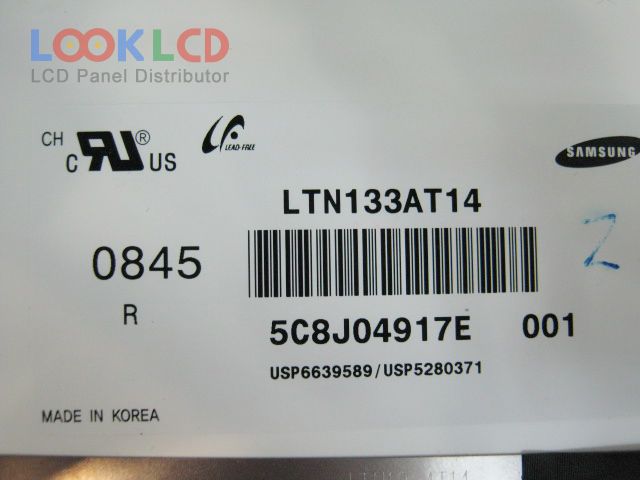 LOOKLCD
LCD Panel Distributor
CH
C RU ® US
LEAD-FREE
SAMSUNG
LTN133AT14
0845
R
2
5C8J04917E 001
USP6639589/USP5280371
MADE IN KOREA